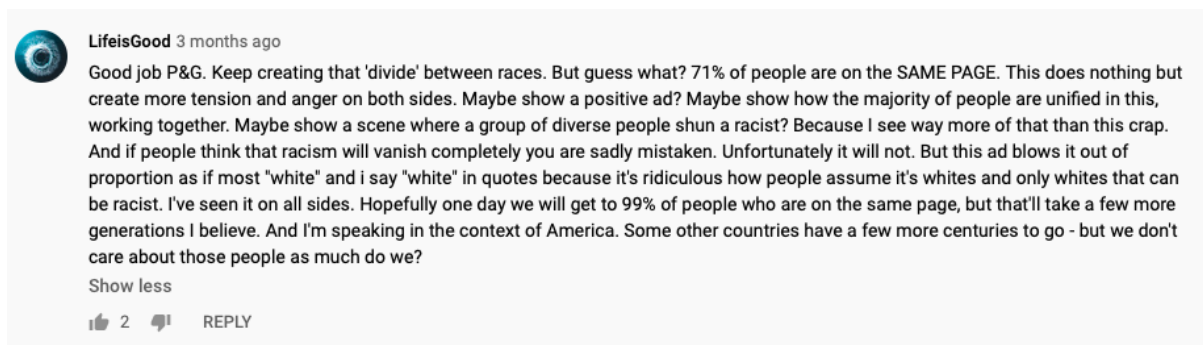 LifeisGood 3 months ago
Good job P&G. Keep creating that 'divide' between races. But guess what? 71% of people are on the SAME PAGE. This does nothing but
create more tension and anger on both sides. Maybe show a positive ad? Maybe show how the majority of people are unified in this,
working together. Maybe show a scene where a group of diverse people shun a racist? Because I see way more of that than this crap.
And if people think that racism will vanish completely you are sadly mistaken. Unfortunately it will not. But this ad blows it out of
proportion as if most "white" and i say "white" in quotes because it's ridiculous how people assume it's whites and only whites that can
be racist. I've seen it on all sides. Hopefully one day we will get to 99% of people who are on the same page, but that'll take a few more
generations I believe. And I'm speaking in the context of America. Some other countries have a few more centuries to go - but we don't
care about those people as much do we?
Show less
2 REPLY